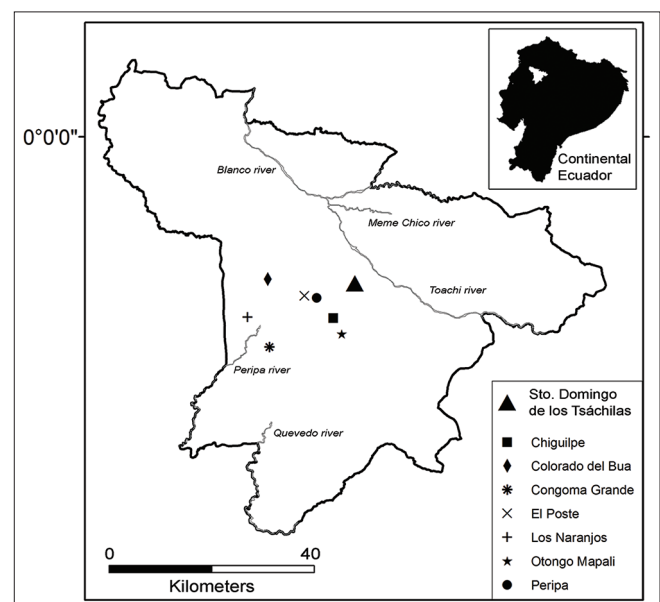 0°0'0"
Continental
Ecuador
Blanco river
Meme Chico river
Toachi river
Peripa river
Quevedo river
Sto. Domingo
de los Tsáchilas
Chiguilpe
Colorado del Bua
Congoma Grande
El Poste
Los Naranjos
Otongo Mapali
Peripa
0 40
Kilometers